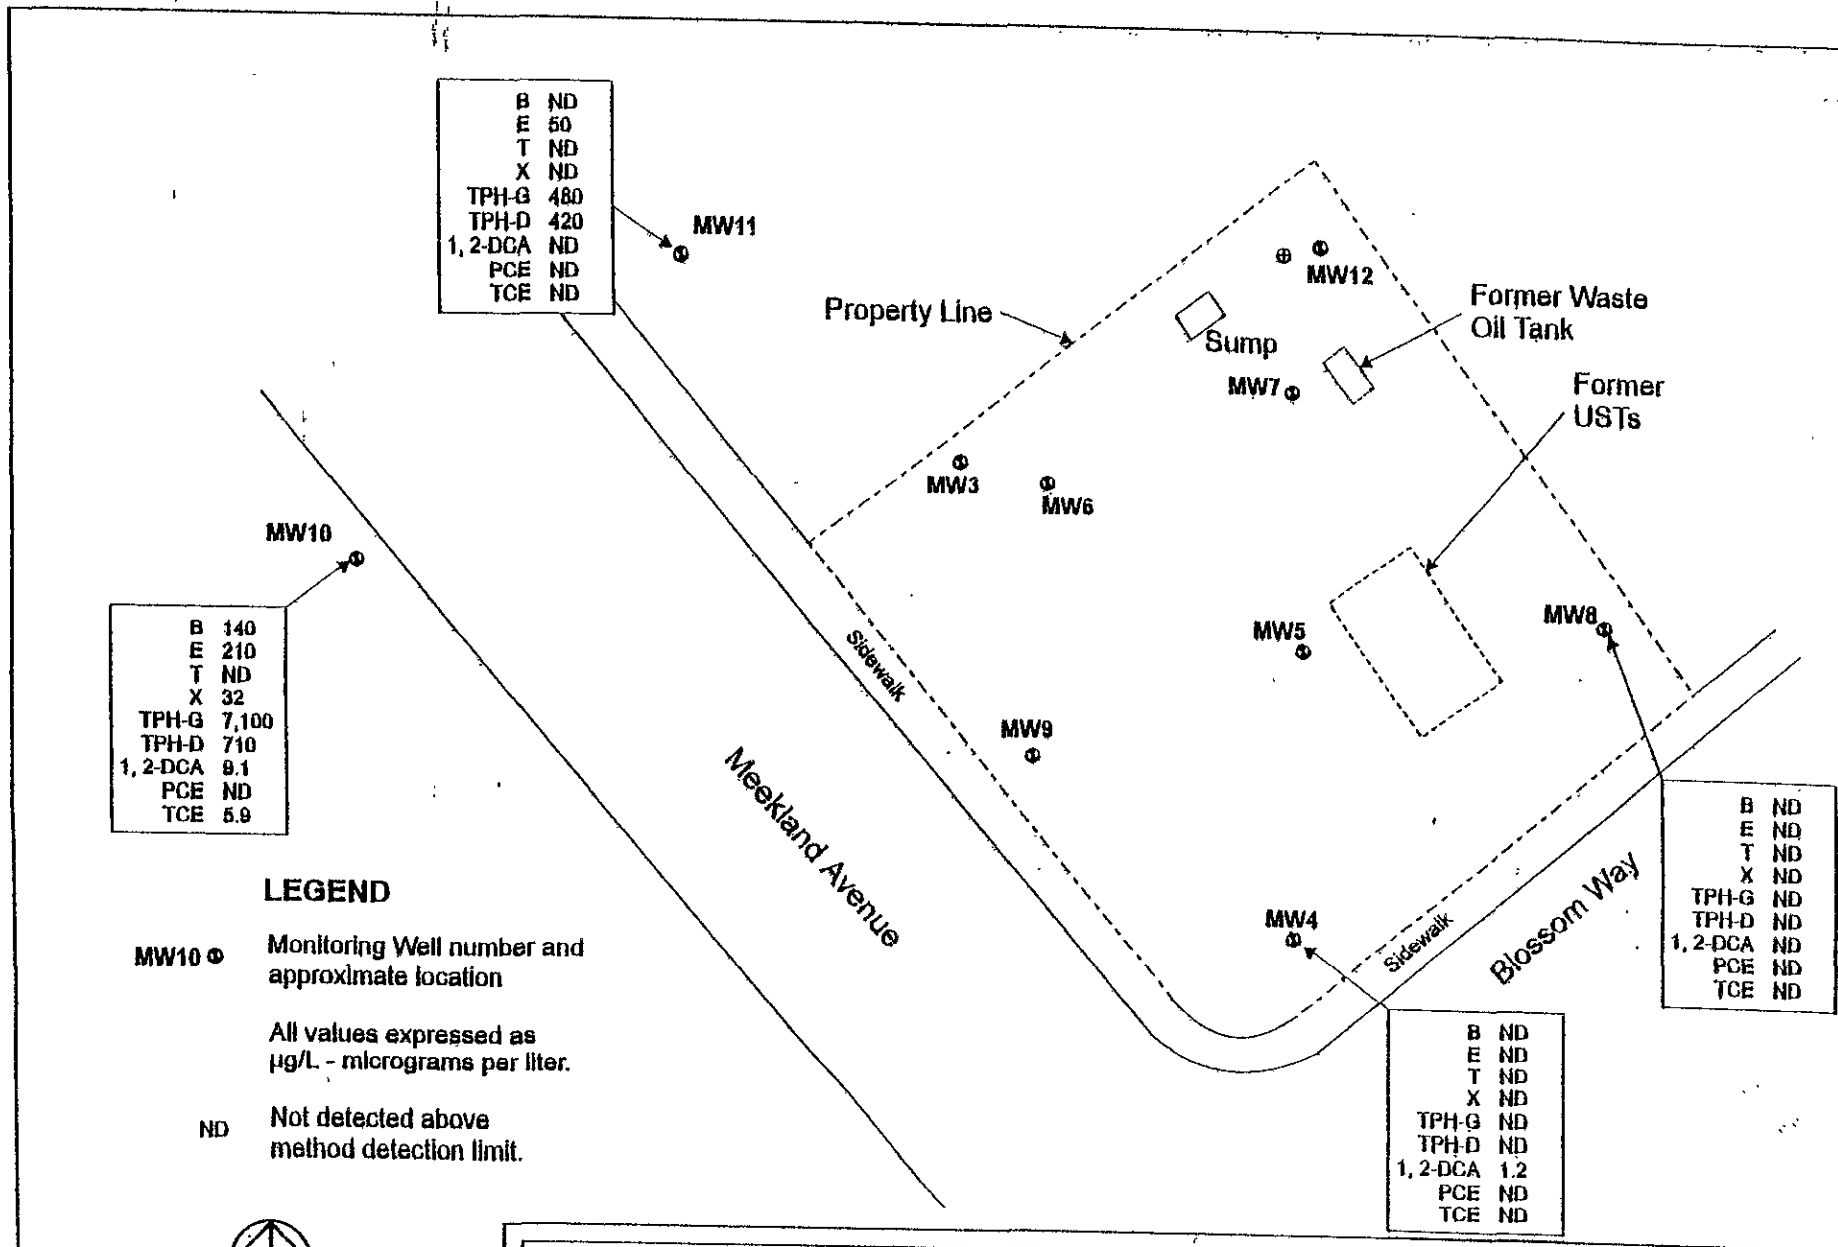 B ND
E 50
T ND
X ND
TPH-G 480
TPH-D 420
1, 2-DCA ND
PCE ND
TCE ND
MW11
MW12
Property Line
Sump
Former Waste
Oil Tank
MW7
Former
USTs
MW3
MW6
MW10
B 140
E 210
T ND
X 32
TPH-G 7,100
TPH-D 710
1, 2-DCA 9.1
PCE ND
TCE 5.9
Sidewalk
MW5
MW8
MW9
Meekland Avenue
MW4
Sidewalk
Blossom Way
B ND
E ND
T ND
X ND
TPH-G ND
TPH-D ND
1, 2-DCA ND
PCE ND
TCE ND
B ND
E ND
T ND
X ND
TPH-G ND
TPH-D ND
1, 2-DCA 1.2
PCE ND
TCE ND
LEGEND
MW10 Monitoring Well number and
approximate location
All values expressed as
µg/L - micrograms per liter.
ND Not detected above
method detection limit.